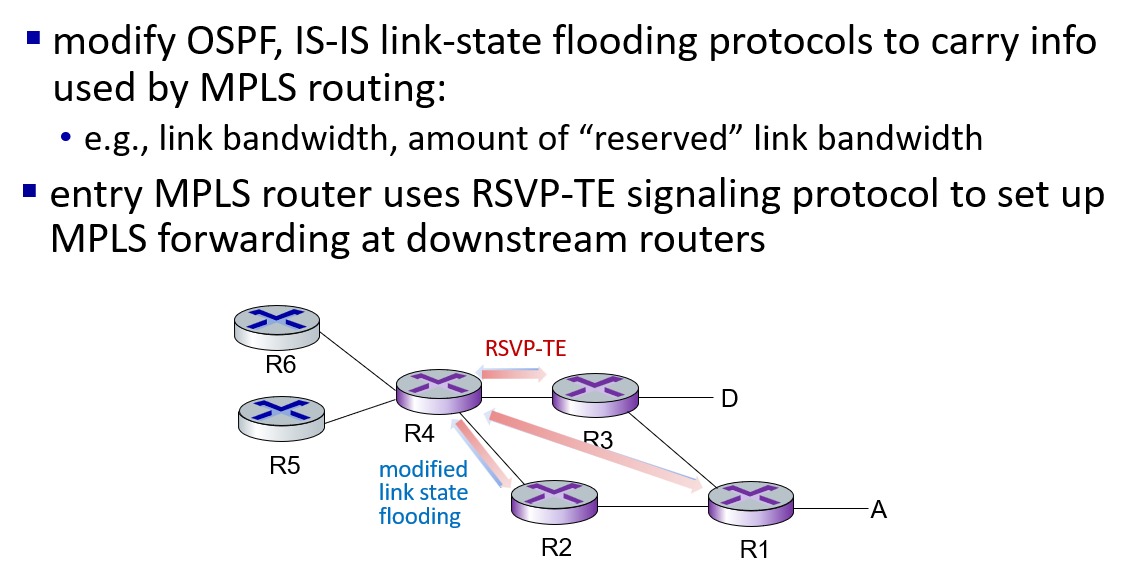 ▪ modify OSPF, IS-IS link-state flooding protocols to carry info
used by MPLS routing:
• e.g., link bandwidth, amount of “reserved” link bandwidth
▪ entry MPLS router uses RSVP-TE signaling protocol to set up
MPLS forwarding at downstream routers
RSVP-TE
R6
D
R4
R3
R5
modified
link state
flooding
A
R2
R1